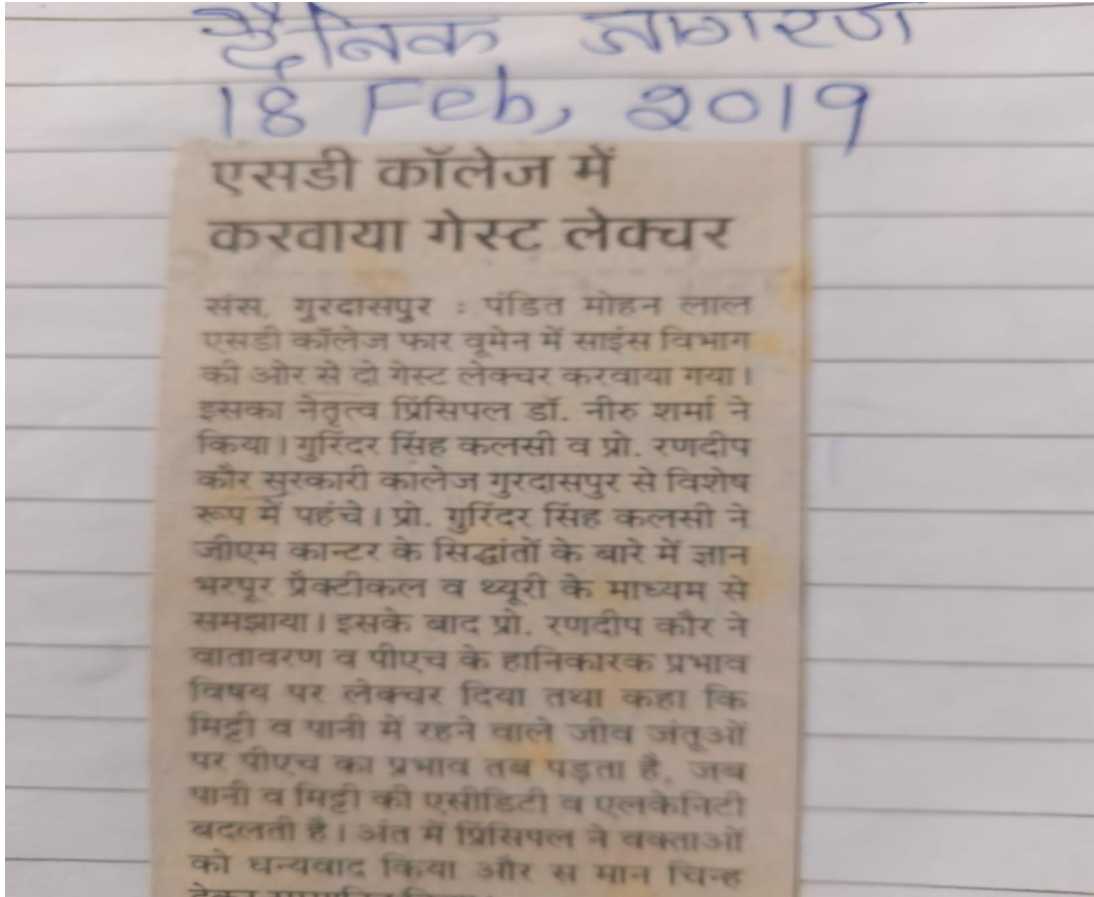 दैनिक जागरण
18 Feb, 2019
एसडी कॉलेज में
करवाया गेस्ट लेक्चर
संस, गुरदासपुर : पंडित मोहन लाल
एसडी कॉलेज फार वूमेन में साइंस विभाग
की ओर से दो गेस्ट लेक्चर करवाया गया।
इसका नेतृत्व प्रिंसिपल डॉ. नीरु शर्मा ने
किया। गुरिंदर सिंह कलसी व प्रो. रणदीप
कौर सरकारी कालेज गुरदासपुर से विशेष
रूप में पहंचे। प्रो. गुरिंदर सिंह कलसी ने
जीएम कान्टर के सिद्धांतों के बारे में ज्ञान
भरपूर प्रैक्टीकल व थ्यूरी के माध्यम से
समझाया। इसके बाद प्रो. रणदीप कौर ने
वातावरण व पीएच के हानिकारक प्रभाव
विषय पर लेक्चर दिया तथा कहा कि
मिट्टी व पानी में रहने वाले जीव जंतूओं
पर पीएच का प्रभाव तब पड़ता है, जब
पानी व मिट्टी की एसीडिटी व एलकेनिटी
बदलती है। अंत में प्रिंसिपल ने वक्ताओं
को धन्यवाद किया और स मान चिन्ह